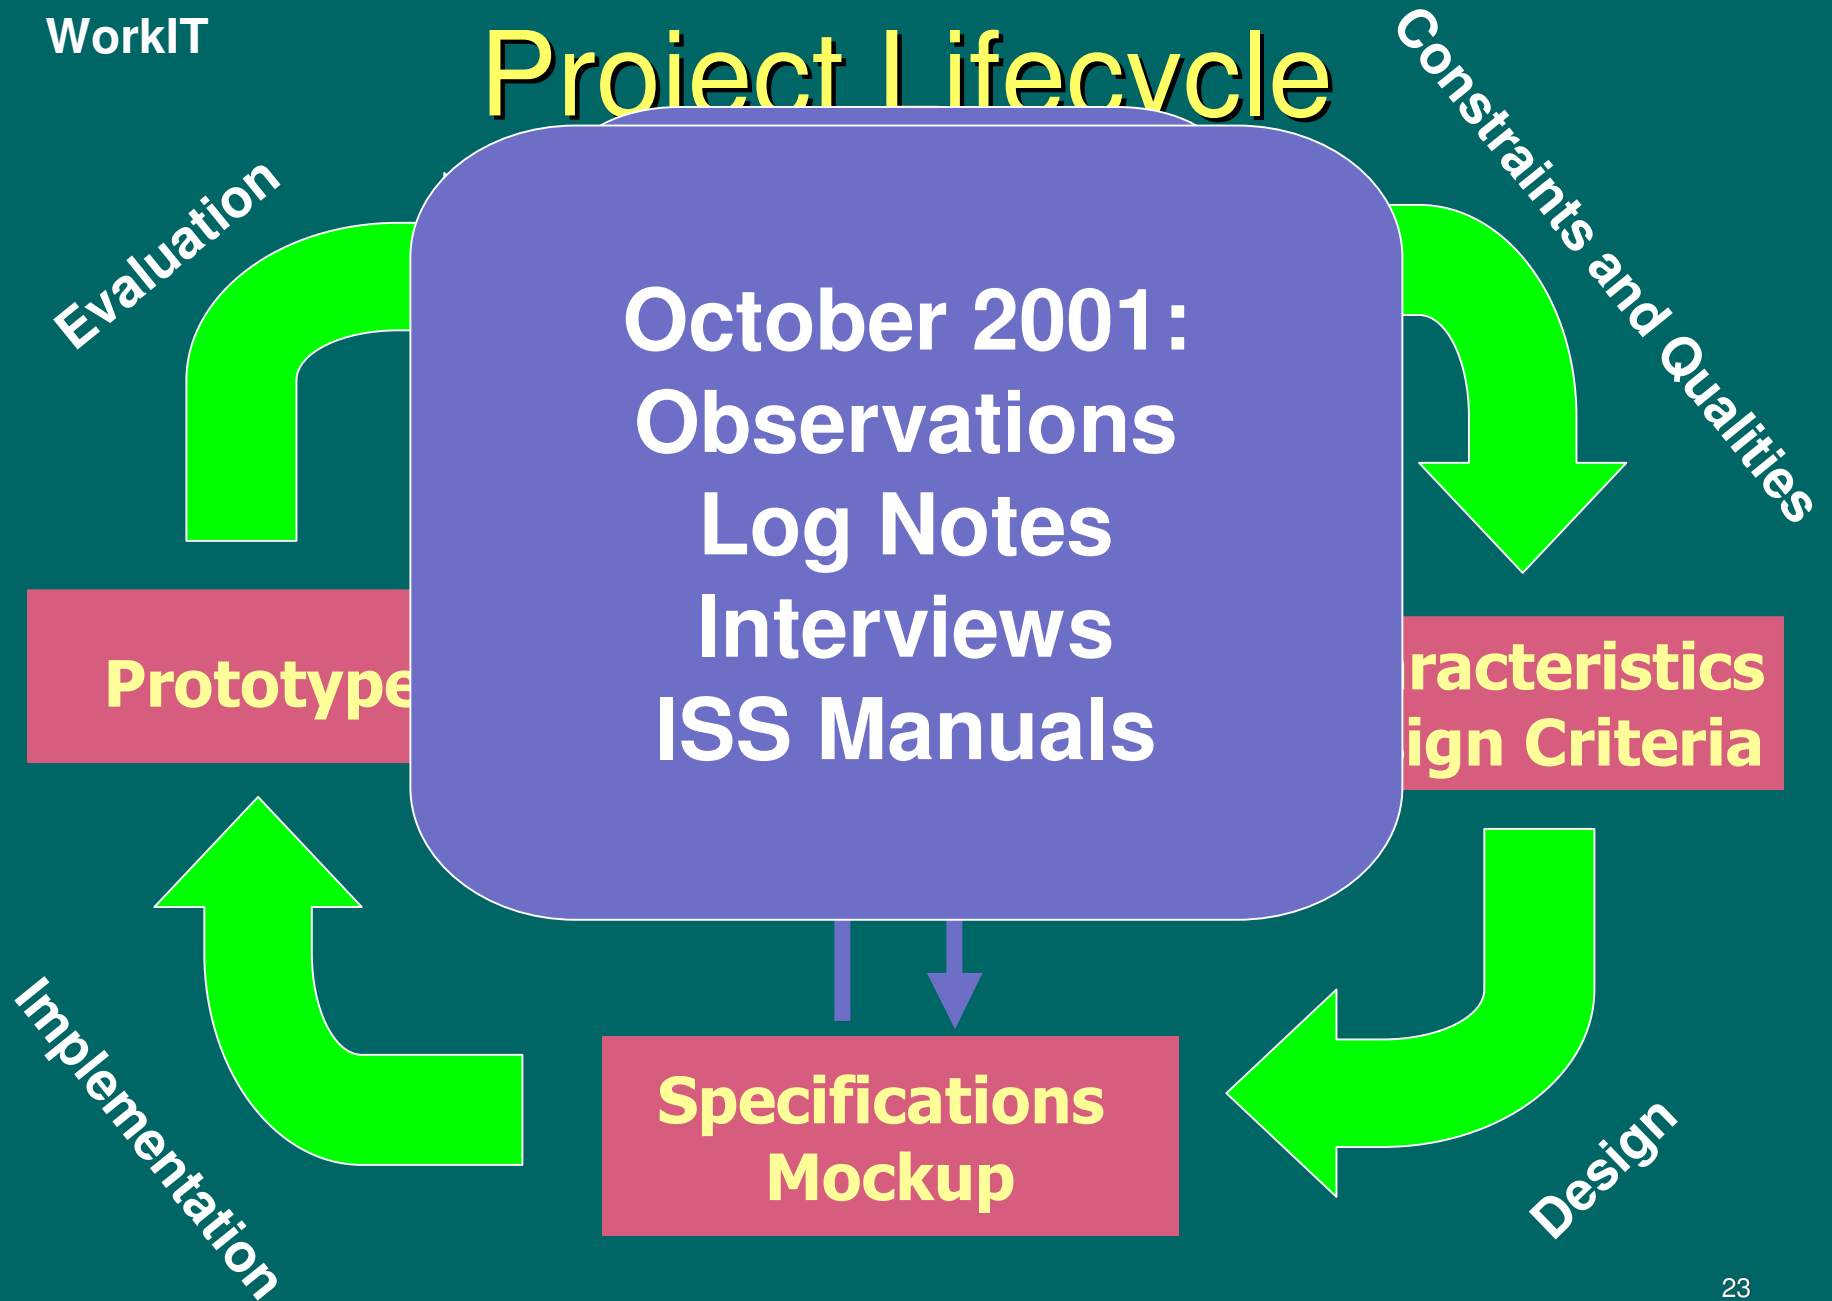 WorkIT
Project Lifecycle
Evaluation
Constraints and Qualities
October 2001:
Observations
Log Notes
Interviews
ISS Manuals
Prototype
racteristics
ign Criteria
Specifications
Mockup
Implementation
Design
23